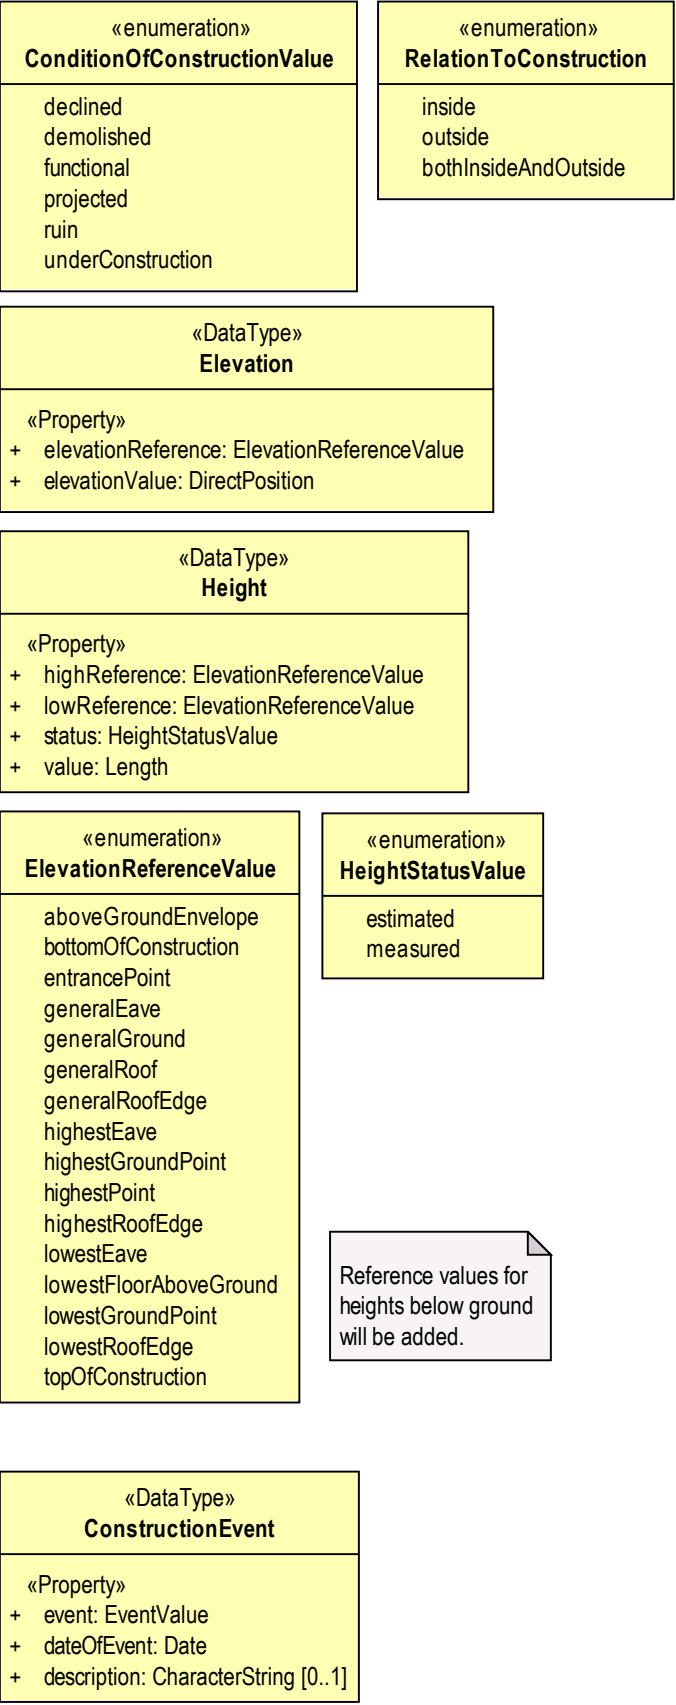 «enumeration»
ConditionOfConstructionValue
declined
demolished
functional
projected
ruin
underConstruction
«enumeration»
RelationToConstruction
inside
outside
bothInsideAndOutside
«DataType»
Elevation
«Property»
+ elevationReference: ElevationReferenceValue
+ elevationValue: DirectPosition
«DataType»
Height
«Property»
+ highReference: ElevationReferenceValue
+ lowReference: ElevationReferenceValue
+ status: HeightStatusValue
+ value: Length
«enumeration»
ElevationReferenceValue
aboveGroundEnvelope
bottomOfConstruction
entrancePoint
generalEave
generalGround
generalRoof
generalRoofEdge
highestEave
highestGroundPoint
highestPoint
highestRoofEdge
lowestEave
lowestFloorAboveGround
lowestGroundPoint
lowestRoofEdge
topOfConstruction
«enumeration»
HeightStatusValue
estimated
measured
Reference values for
heights below ground
will be added.
«DataType»
ConstructionEvent
«Property»
+ event: EventValue
+ dateOfEvent: Date
+ description: CharacterString [0..1]